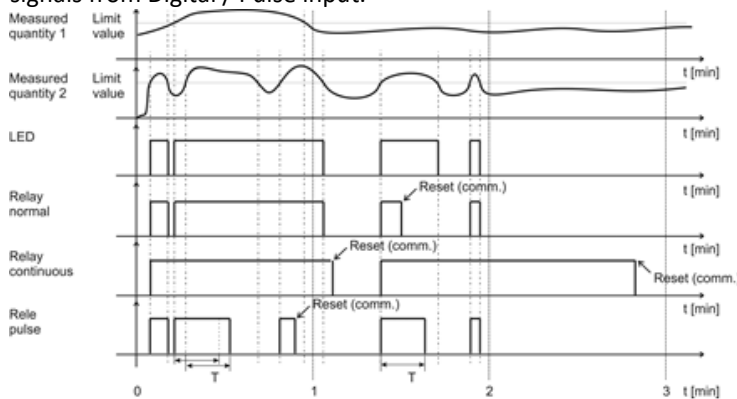 signals from Digital/ Pulse input.
Measured quantity 1
Limit value
t [min]
Measured quantity 2
Limit value
t [min]
LED
t [min]
Reset (comm.)
Relay normal
t [min]
Reset (comm.)
Relay continuous
Reset (comm.)
t [min]
Reset (comm.)
Rele pulse
T
T
0 1 2 3 t [min]